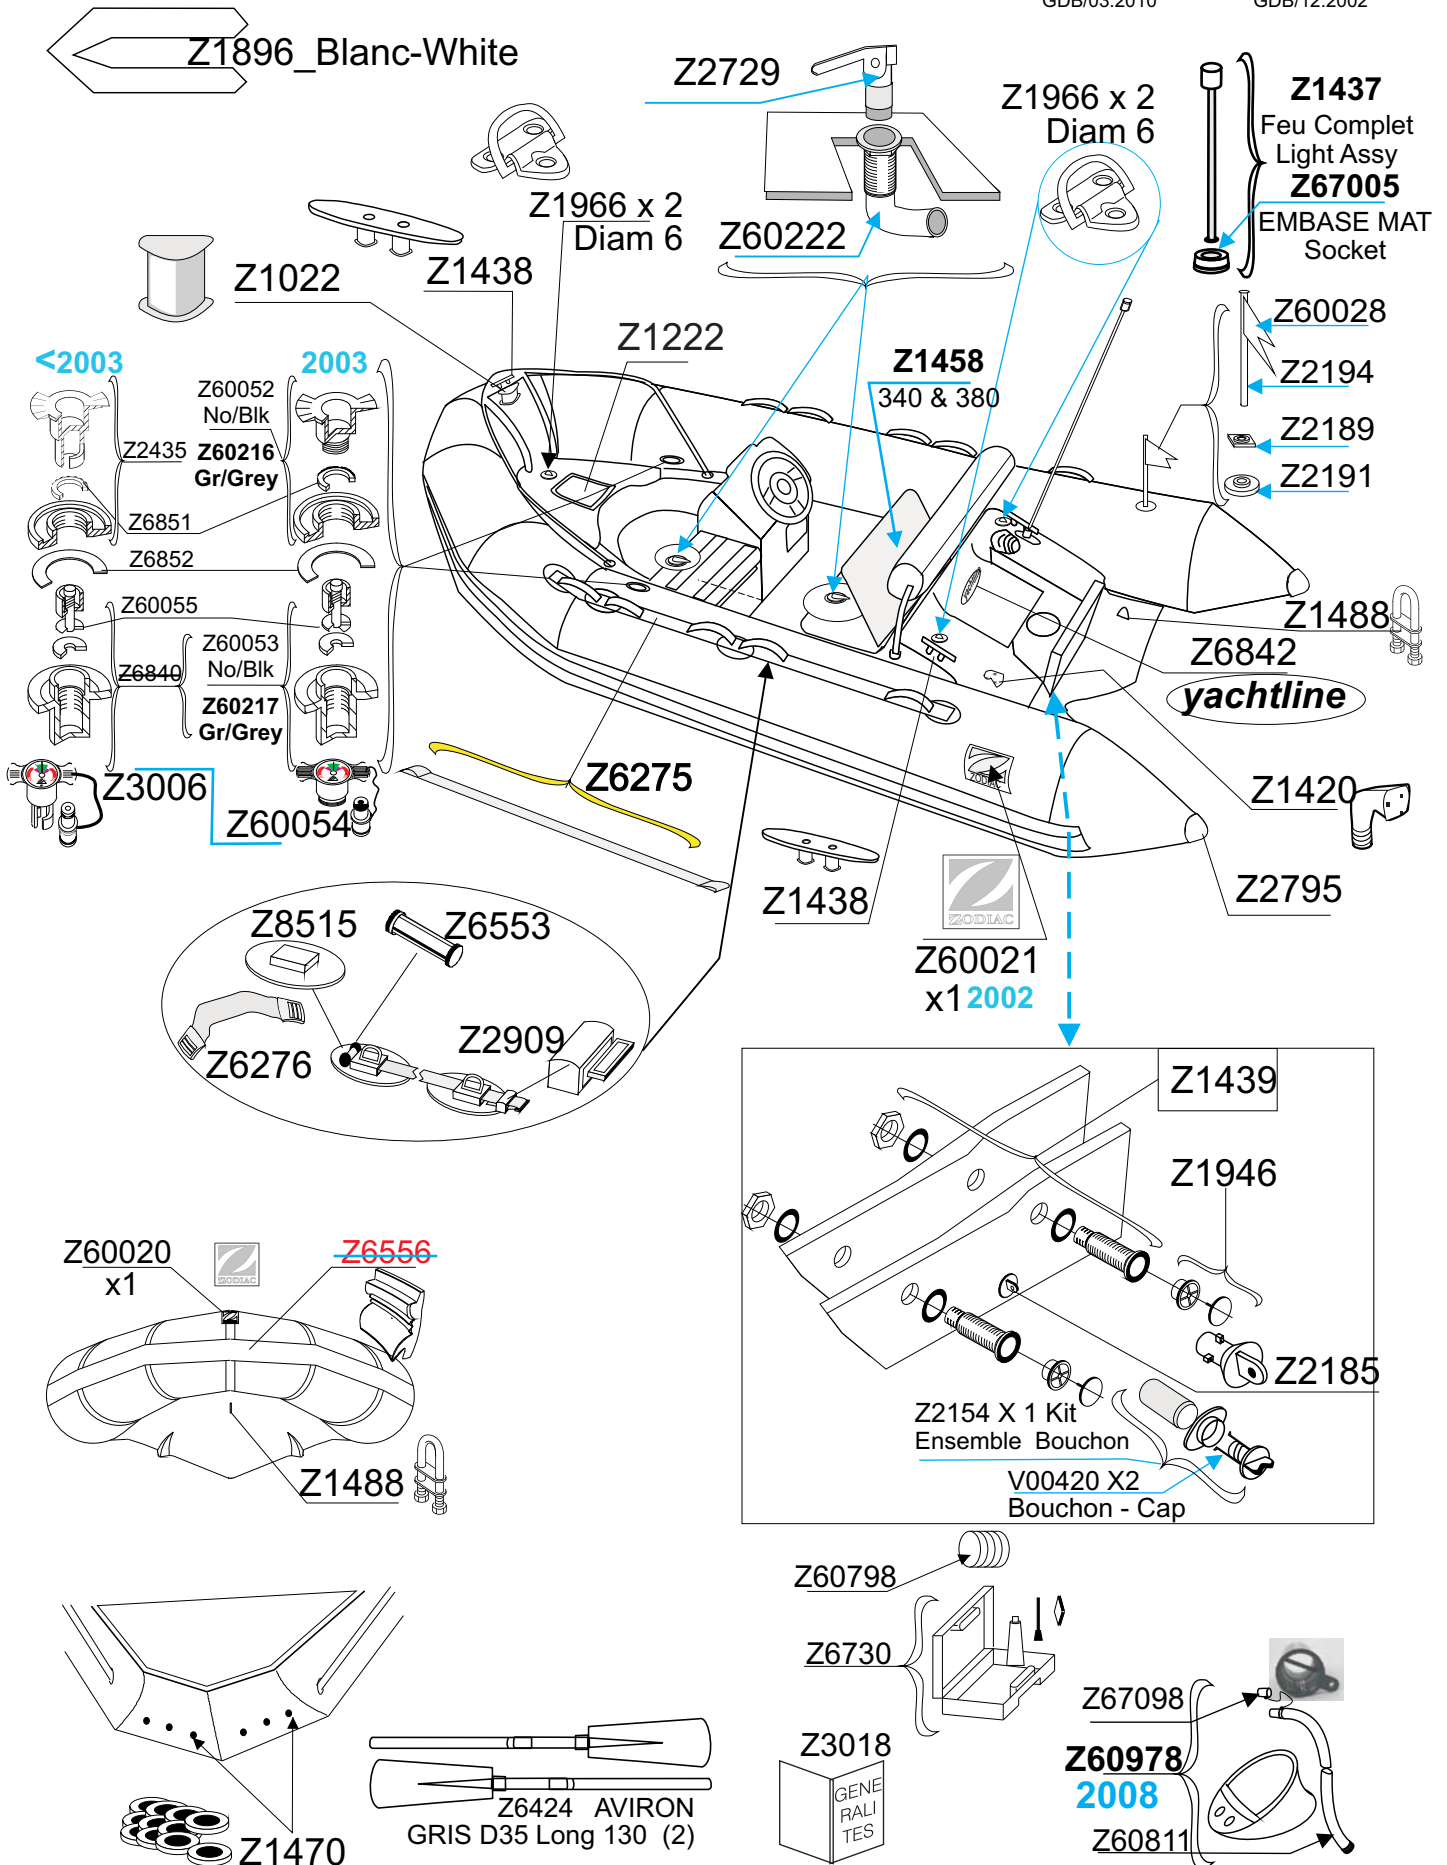 GDB/03.2010
GDB/12.2002
Z1896_Blanc-White
Z2729
Z1966 x 2
Diam 6
Z1437
Feu Complet
Light Assy
Z67005
EMBASE MAT
Socket
Z1966 x 2
Diam 6
Z60222
Z1022
Z1438
Z60028
Z1222
Z1458
340 & 380
Z2194
Z2189
Z2191
<2003
2003
Z60052
No/Blk
Z2435
Z60216
Gr/Grey
Z6851
Z6852
Z60055
Z60053
No/Blk
Z6840
Z60217
Gr/Grey
Z3006
Z60054
Z1488
Z6842
yachtline
Z6275
ZODIAC
Z1420
Z1438
ZODIAC
Z2795
Z60021
x1 2002
Z8515
Z6553
Z6276
Z2909
Z1439
Z1946
Z60020
x1
ZODIAC
Z6556
Z2185
Z2154 X 1 Kit
Ensemble Bouchon
V00420 X2
Bouchon - Cap
Z1488
Z60798
Z6730
Z67098
Z3018
GENE
RALI
TES
Z60978
2008
Z60811
Z6424 AVIRON
GRIS D35 Long 130 (2)
Z1470